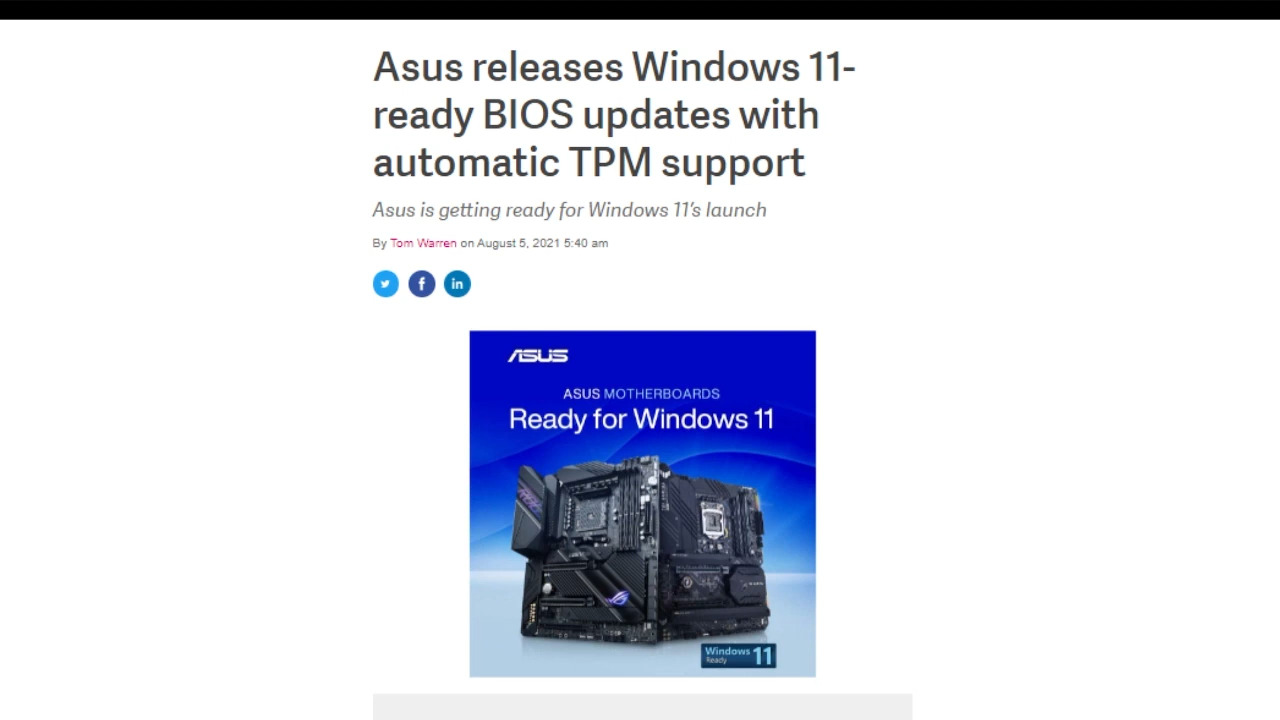 Asus releases Windows 11-
ready BIOS updates with
automatic TPM support
Asus is getting ready for Windows 11's launch
By Tom Warren on August 5, 2021 5:40 am
ASUS
ASUS MOTHERBOARDS
Ready for Windows 11
Windows 11
Ready